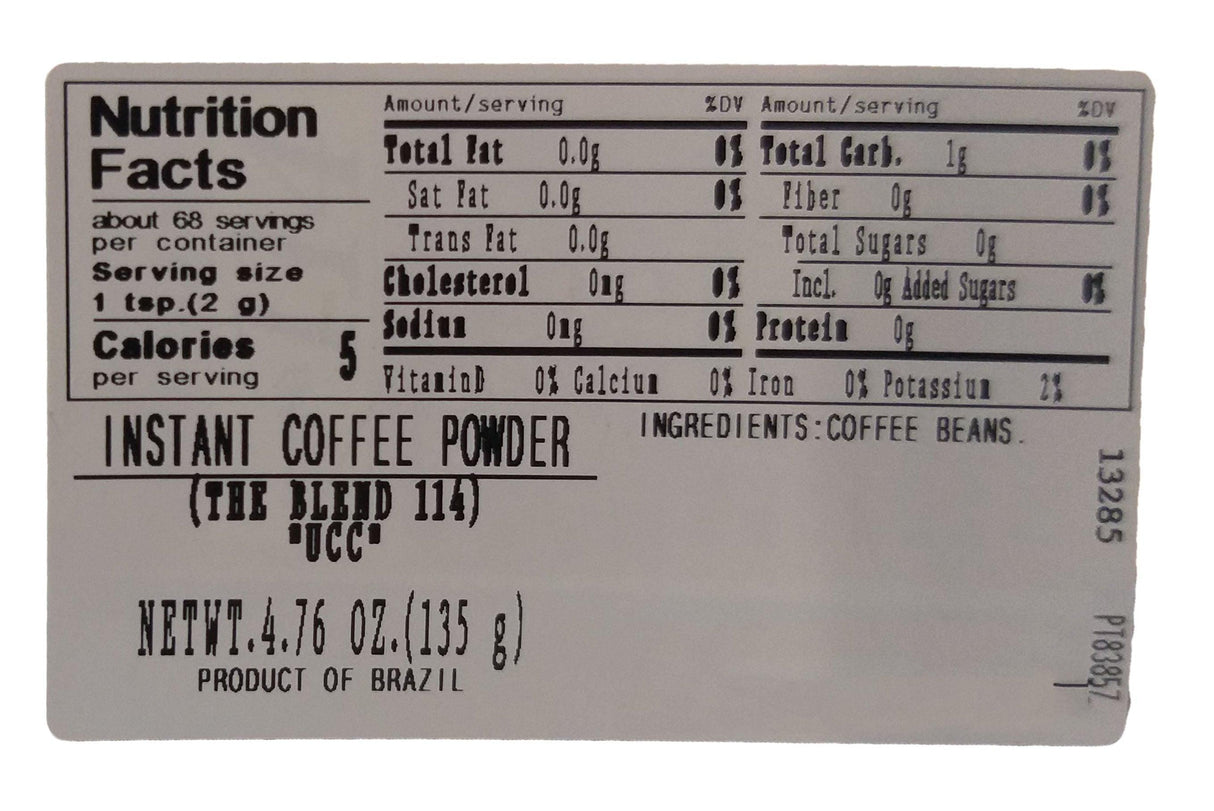 Nutrition
Facts
about 68 servings
per container
Serving size
1 tsp.(2 g)
Calories 5
per serving
Amount/serving %DV
Total Fat 0.0g 0%
Sat Fat 0.0g 0%
Trans Fat 0.0g
Cholesterol 0mg 0%
Sodium 0mg 0%
Amount/serving %DV
Total Carb. 1g 0%
Fiber 0g 0%
Total Sugars 0g
Incl. 0g Added Sugars 0%
Protein 0g
VitaminD 0% Calcium 0% Iron 0% Potassium 2%
INSTANT COFFEE POWDER
(THE BLEND 114)
"UCC"
NETWT.4.76 OZ.(135 g)
PRODUCT OF BRAZIL
INGREDIENTS:COFFEE BEANS.
13285